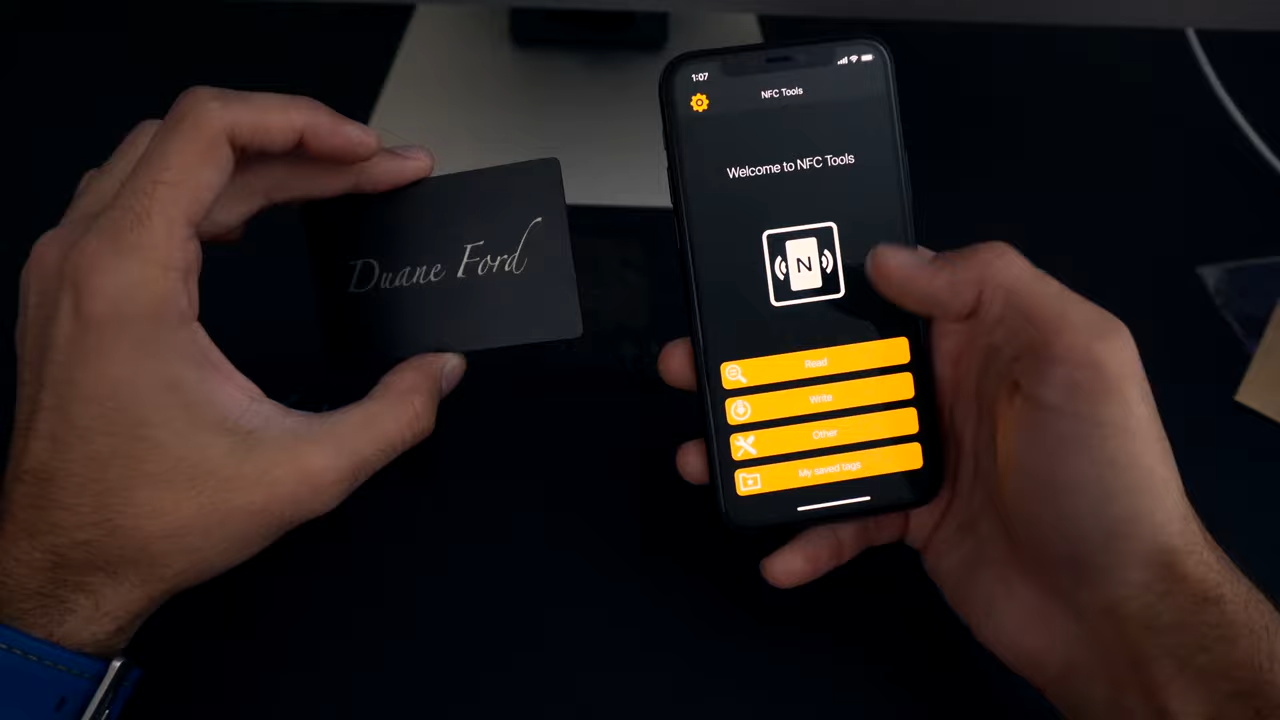 Duane Ford
1:07
NFC Tools
Welcome to NFC Tools
N
Read
Write
Other
My saved tags